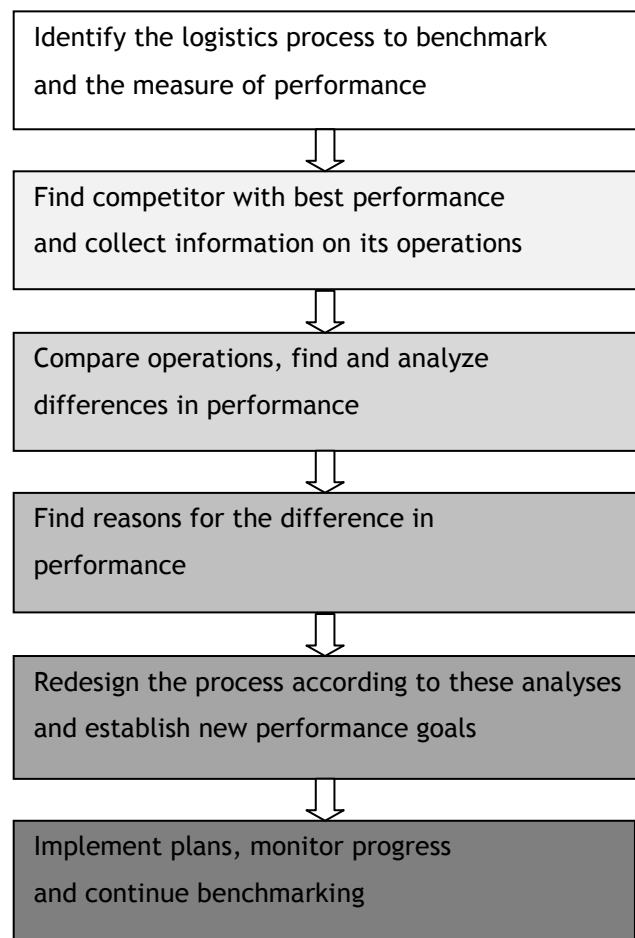 Identify the logistics process to benchmark
and the measure of performance
Find competitor with best performance
and collect information on its operations
Compare operations, find and analyze
differences in performance
Find reasons for the difference in
performance
Redesign the process according to these analyses
and establish new performance goals
Implement plans, monitor progress
and continue benchmarking